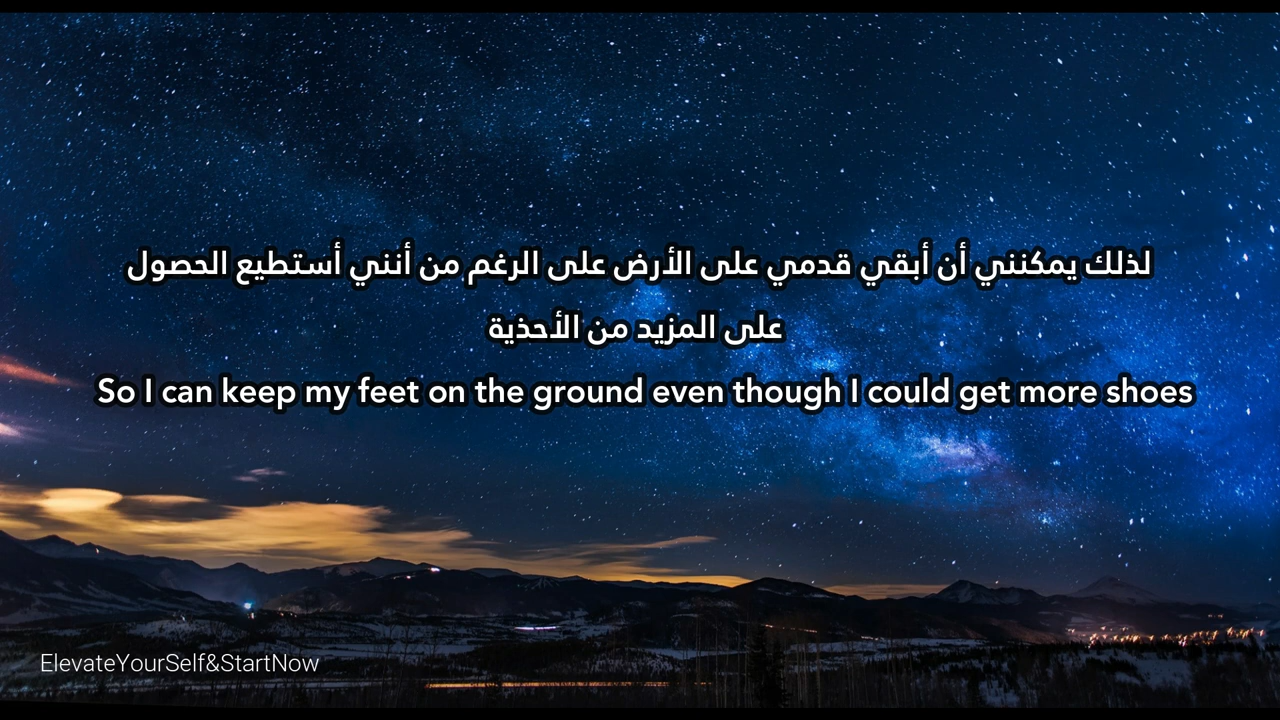 لذلك يمكنني أن أبقي قدمي على الأرض على الرغم من أنني أستطيع الحصول
على المزيد من الأحذية
So I can keep my feet on the ground even though I could get more shoes
ElevateYourSelf&StartNow